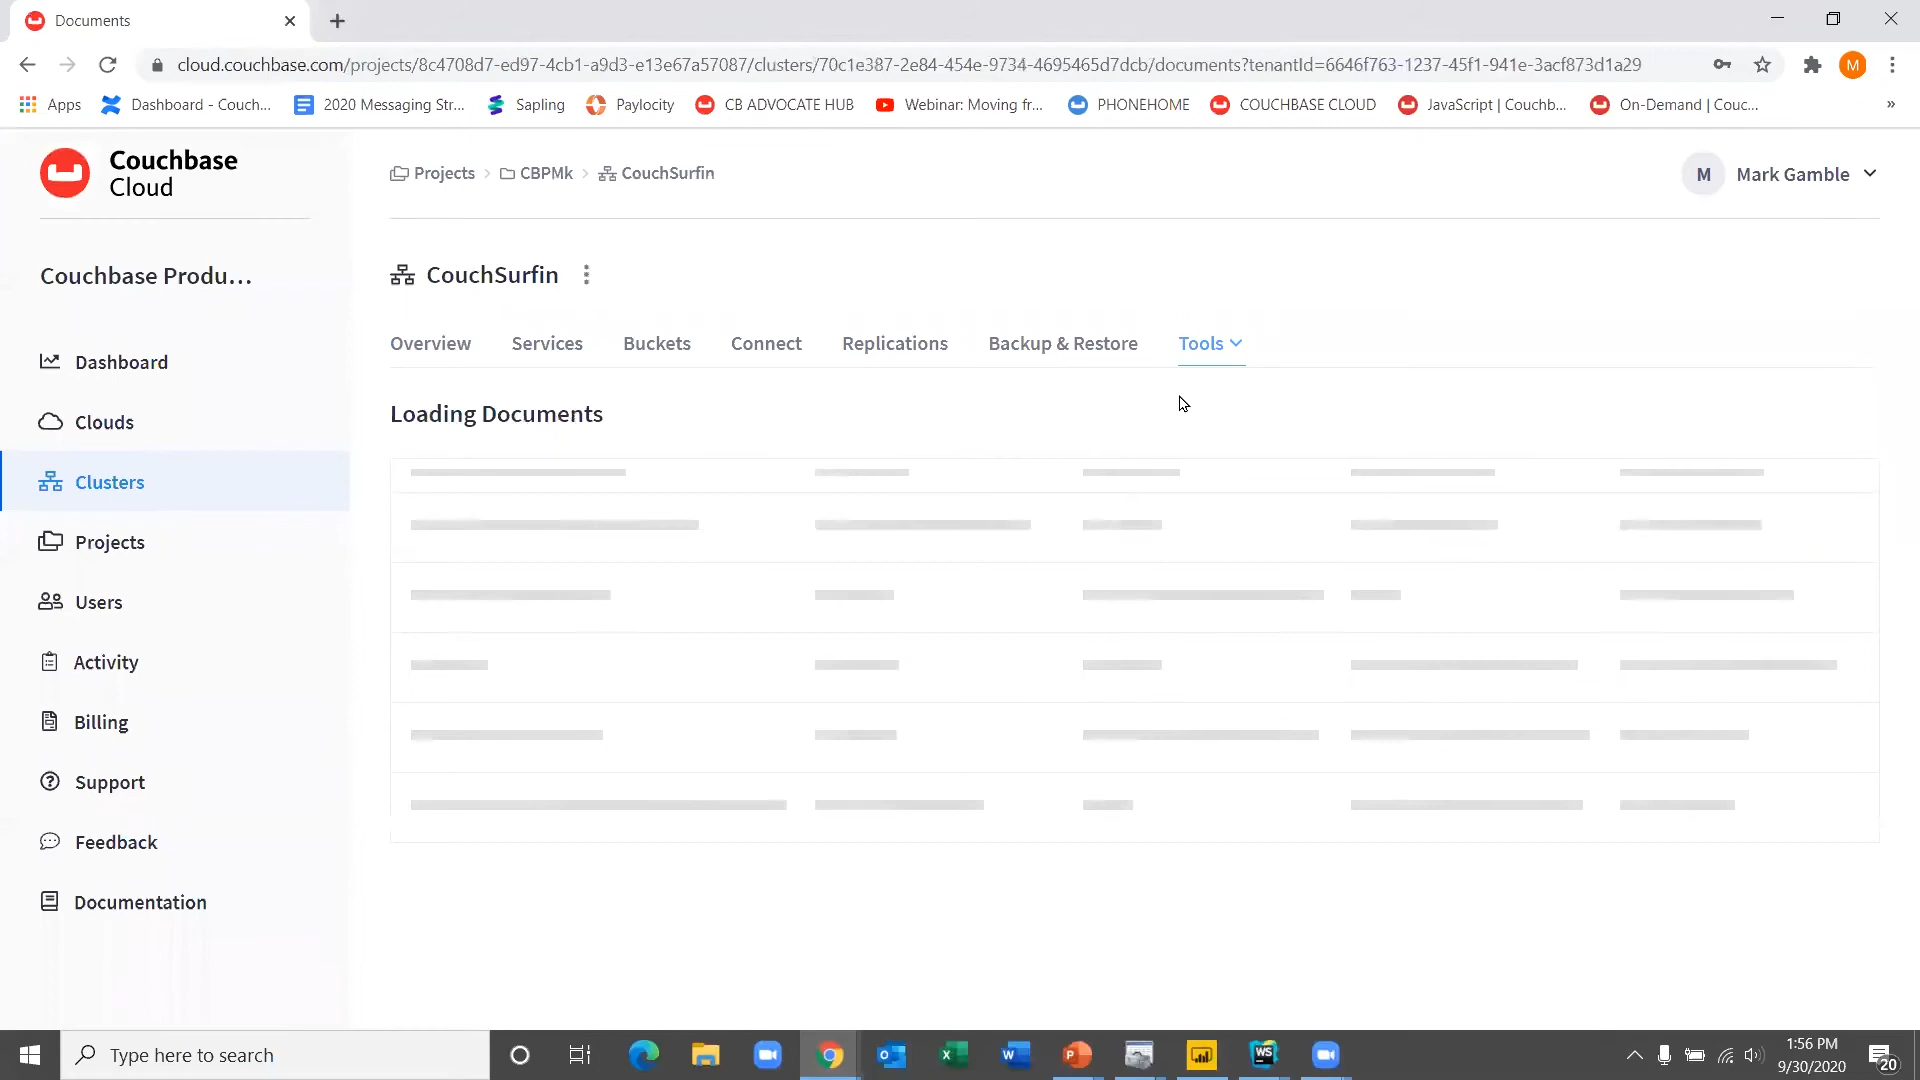 Documents
cloud.couchbase.com/projects/8c4708d7-ed97-4cb1-a9d3-e13e67a57087/clusters/70c1e387-2e84-454e-9734-4695465d7dcb/documents?tenantId=6646f763-1237-45f1-941e-3acf873d1a29
M
Apps Dashboard - Couch... 2020 Messaging Str... Sapling Paylocity CB ADVOCATE HUB Webinar: Moving fr... PHONEHOME COUCHBASE CLOUD JavaScript | Couchb... On-Demand | Couc... »
Couchbase
Cloud
Projects > CBPMk > CouchSurfin
M Mark Gamble
Couchbase Produ...
CouchSurfin
Overview Services Buckets Connect Replications Backup & Restore Tools
Loading Documents
Dashboard
Clouds
Clusters
Projects
Users
Activity
Billing
Support
Feedback
Documentation
Type here to search
WS
1:56 PM
9/30/2020
20